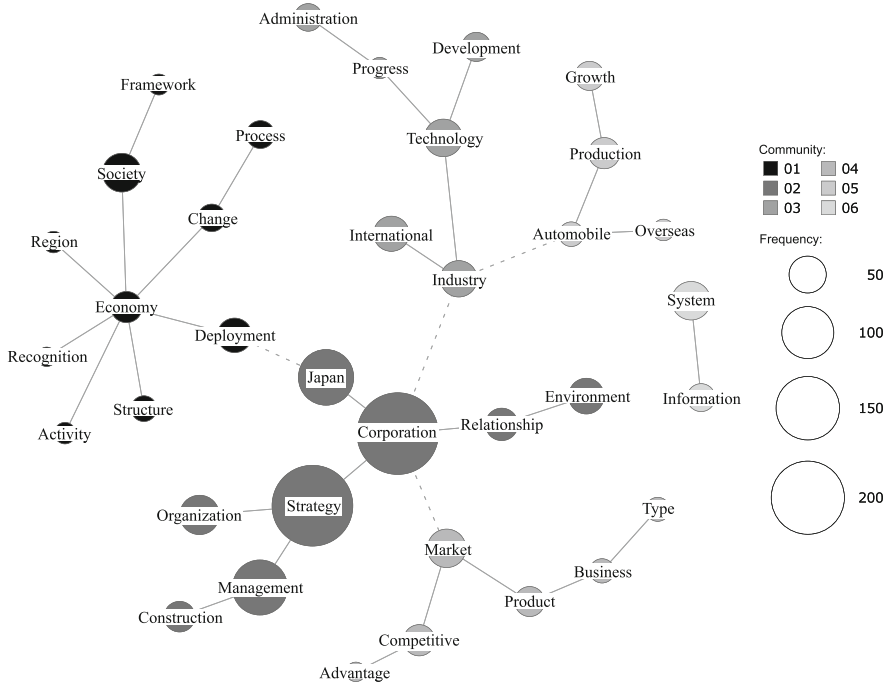 Administration
Development
Progress
Growth
Framework
Process
Technology
Production
Society
Community:
01
04
02
05
03
06
Change
Region
International
Automobile
Overseas
Frequency:
50
Industry
Economy
System
100
Deployment
Recognition
Japan
Structure
Activity
Corporation
Relationship
Environment
Information
150
Strategy
Organization
200
Type
Market
Business
Management
Product
Construction
Competitive
Advantage